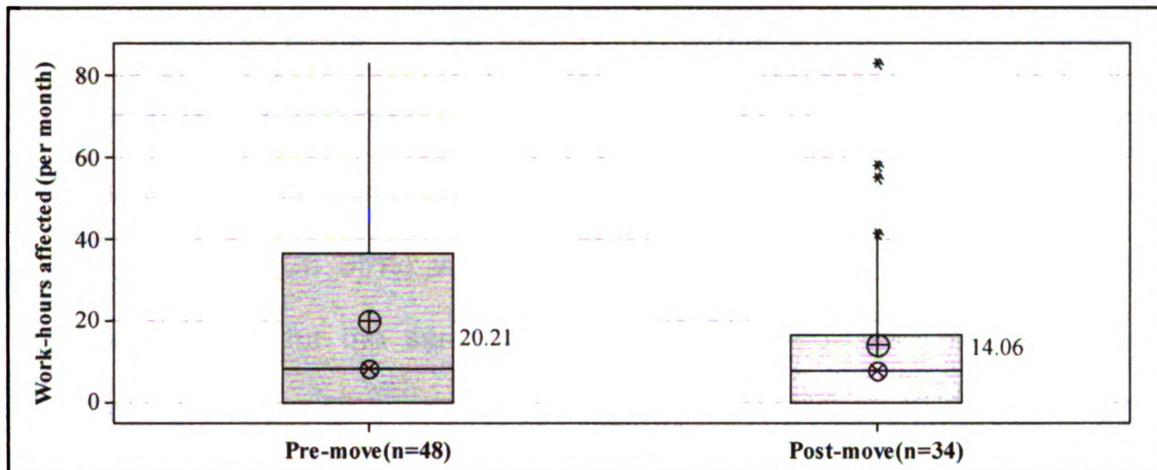 Work-hours affected (per month)
80
60
40
20
0
20.21
14.06
Pre-move(n=48)
Post-move(n=34)